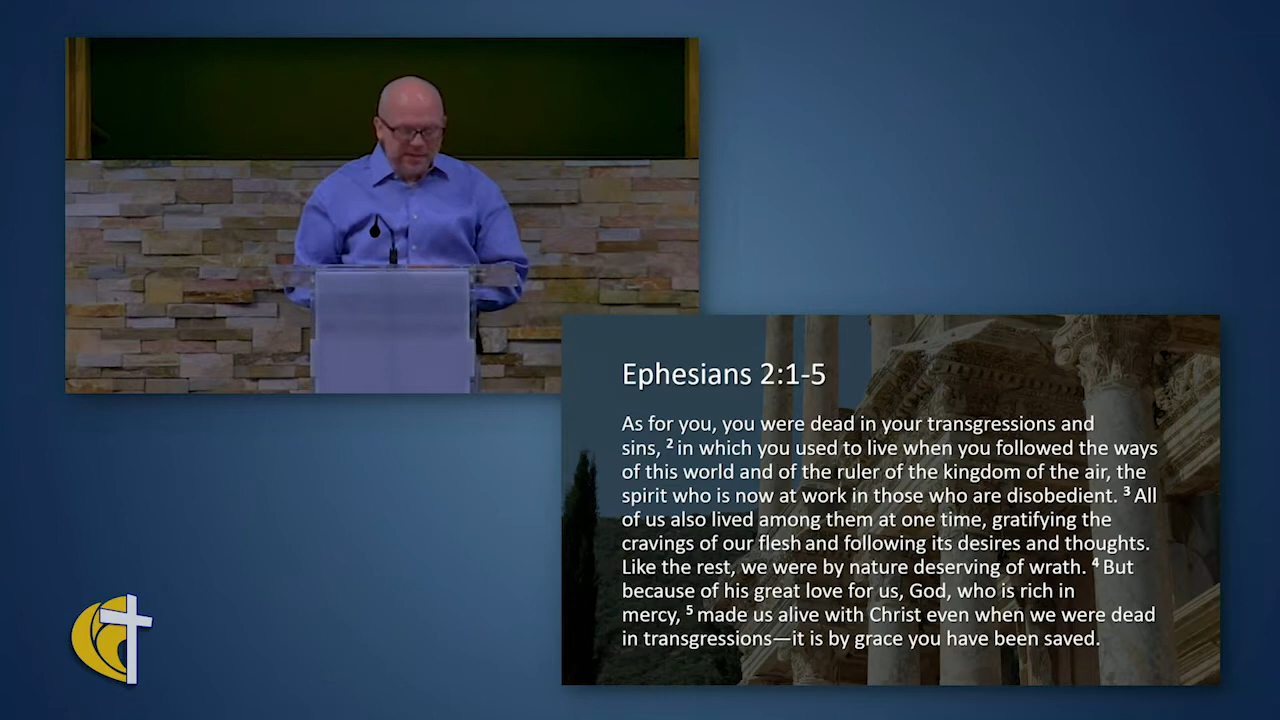 Ephesians 2:1-5
As for you, you were dead in your transgressions and
sins, ² in which you used to live when you followed the ways
of this world and of the ruler of the kingdom of the air, the
spirit who is now at work in those who are disobedient. ³ All
of us also lived among them at one time, gratifying the
cravings of our flesh and following its desires and thoughts.
Like the rest, we were by nature deserving of wrath. ⁴ But
because of his great love for us, God, who is rich in
mercy, ⁵ made us alive with Christ even when we were dead
in transgressions—it is by grace you have been saved.